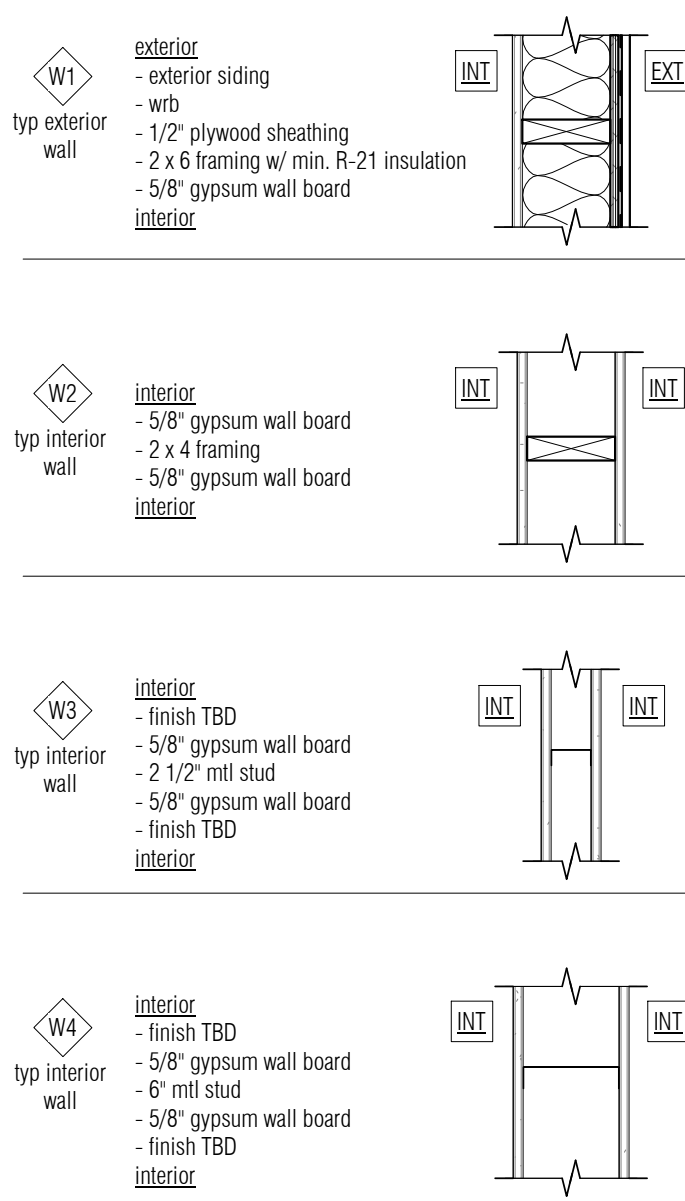 W1
typ exterior
wall
exterior
- exterior siding
- wrb
- 1/2" plywood sheathing
- 2 x 6 framing w/ min. R-21 insulation
- 5/8" gypsum wall board
interior
INT
EXT
W2
typ interior
wall
interior
- 5/8" gypsum wall board
- 2 x 4 framing
- 5/8" gypsum wall board
interior
INT
INT
W3
typ interior
wall
interior
- finish TBD
- 5/8" gypsum wall board
- 2 1/2" mtl stud
- 5/8" gypsum wall board
- finish TBD
interior
INT
INT
W4
typ interior
wall
interior
- finish TBD
- 5/8" gypsum wall board
- 6" mtl stud
- 5/8" gypsum wall board
- finish TBD
interior
INT
INT